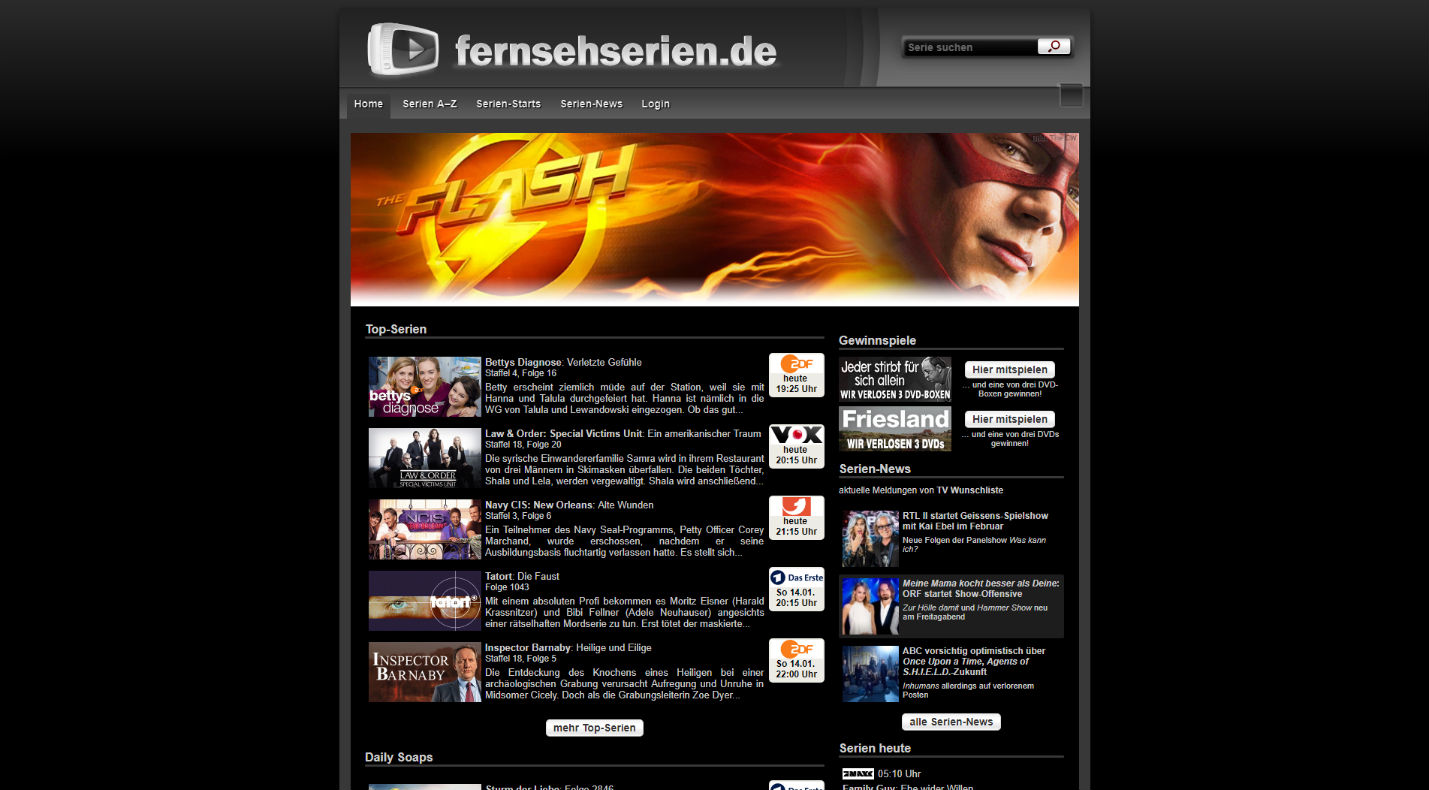 fernsehserien.de
Serie suchen
Home Serien A–Z Serien-Starts Serien-News Login
THE FLASH
Top-Serien
bettys diagnose
Bettys Diagnose: Verletzte Gefühle
Staffel 4, Folge 16
Betty erscheint ziemlich müde auf der Station, weil sie mit
Hanna und Talula durchgefeiert hat. Hanna ist nämlich in die
WG von Talula und Lewandowski eingezogen. Ob das gut...
ZDF
heute
19:25 Uhr
LAW & ORDER
SPECIAL VICTIMS UNIT
Law & Order: Special Victims Unit: Ein amerikanischer Traum
Staffel 18, Folge 20
Die syrische Einwandererfamilie Samra wird in ihrem Restaurant
von drei Männern in Skimasken überfallen. Die beiden Töchter,
Shala und Lela, werden vergewaltigt. Shala wird anschließend...
VOX
heute
20:15 Uhr
NCIS
Navy CIS: New Orleans: Alte Wunden
Staffel 3, Folge 6
Ein Teilnehmer des Navy Seal-Programms, Petty Officer Corey
Marchand, wurde erschossen, nachdem er seine
Ausbildungsbasis fluchtartig verlassen hatte. Es stellt sich...
heute
21:15 Uhr
tatort
Tatort: Die Faust
Folge 1043
Mit einem absoluten Profi bekommen es Moritz Eisner (Harald
Krassnitzer) und Bibi Fellner (Adele Neuhauser) angesichts
einer rätselhaften Mordserie zu tun. Erst tötet der maskierte...
Das Erste
So 14.01.
20:15 Uhr
INSPECTOR
BARNABY
Inspector Barnaby: Heilige und Eilige
Staffel 18, Folge 5
Die Entdeckung des Knochens eines Heiligen bei einer
archäologischen Grabung verursacht Aufregung und Unruhe in
Midsomer Cicely. Doch als die Grabungsleiterin Zoe Dyer...
ZDF
So 14.01.
22:00 Uhr
mehr Top-Serien
Daily Soaps
Sturm der Liebe: Folge 2846
Das Erste
Gewinnspiele
Jeder stirbt für
sich allein
WIR VERLOSEN 3 DVD-BOXEN
Hier mitspielen
... und eine von drei DVD-
Boxen gewinnen!
Friesland
WIR VERLOSEN 3 DVDs
Hier mitspielen
... und eine von drei DVDs
gewinnen!
Serien-News
aktuelle Meldungen von TV Wunschliste
RTL II startet Geissens-Spielshow
mit Kai Ebel im Februar
Neue Folgen der Panelshow Was kann
ich?
Meine Mama kocht besser als Deine:
ORF startet Show-Offensive
Zur Hölle damit und Hammer Show neu
am Freitagabend
ABC vorsichtig optimistisch über
Once Upon a Time, Agents of
S.H.I.E.L.D.-Zukunft
Inhumans allerdings auf verlorenem
Posten
alle Serien-News
Serien heute
05:10 Uhr
Family Guy: Ehe wider Willen